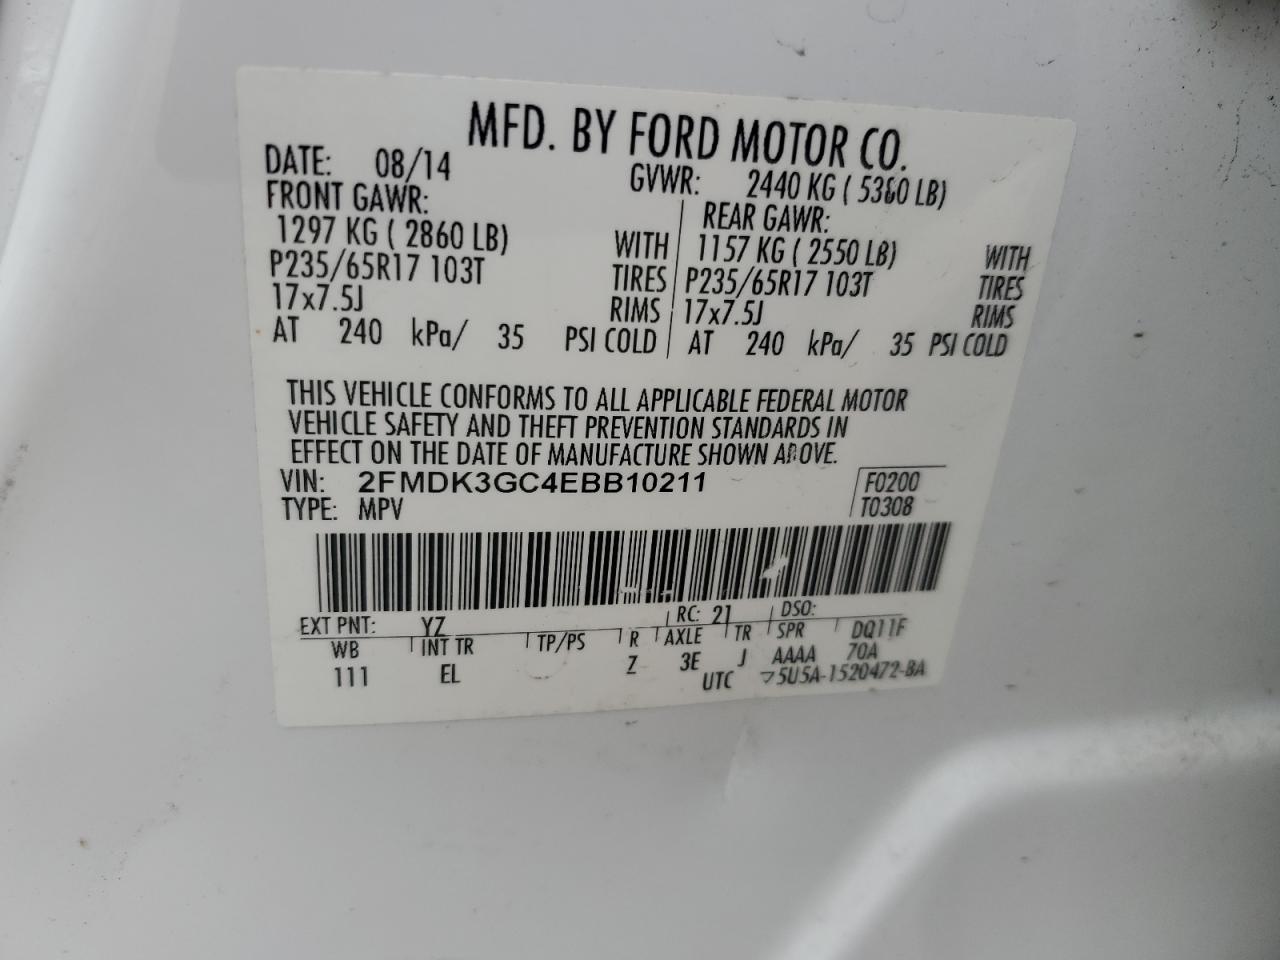 MFD. BY FORD MOTOR CO.
DATE: 08/14 GVWR: 2440 KG ( 5380 LB)
FRONT GAWR: REAR GAWR:
1297 KG ( 2860 LB) WITH 1157 KG ( 2550 LB) WITH
P235/65R17 103T TIRES P235/65R17 103T TIRES
17x7.5J RIMS 17x7.5J RIMS
AT 240 kPa/ 35 PSI COLD AT 240 kPa/ 35 PSI COLD
THIS VEHICLE CONFORMS TO ALL APPLICABLE FEDERAL MOTOR
VEHICLE SAFETY AND THEFT PREVENTION STANDARDS IN
EFFECT ON THE DATE OF MANUFACTURE SHOWN ABOVE.
VIN: 2FMDK3GC4EBB10211 F0200
TYPE: MPV T0308
EXT PNT: YZ RC: 21 DSO:
WB INT TR TP/PS R AXLE TR SPR DQ11F
111 EL Z 3E J AAAA 70A
UTC ▽5U5A-1520472-BA